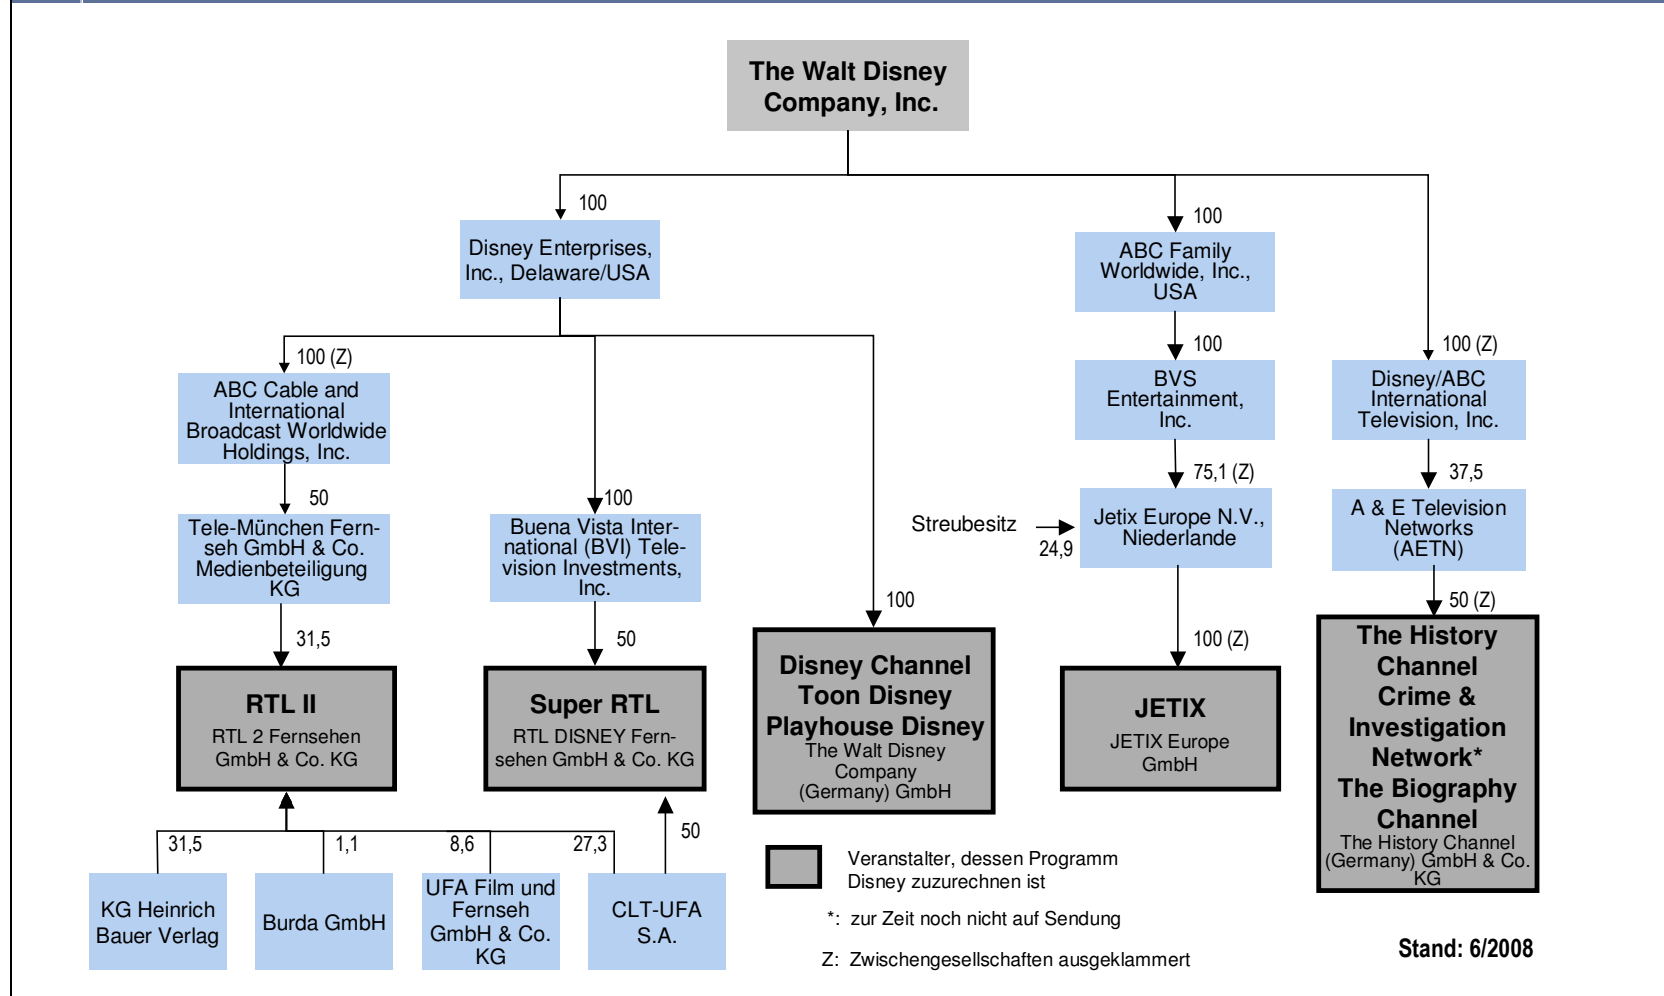 The Walt Disney
Company, Inc.
100
Disney Enterprises,
Inc., Delaware/USA
100
ABC Family
Worldwide, Inc.,
USA
100 (Z)
ABC Cable and
International
Broadcast Worldwide
Holdings, Inc.
100
BVS
Entertainment,
Inc.
100 (Z)
Disney/ABC
International
Television, Inc.
50
Tele-München Fern-
seh GmbH & Co.
Medienbeteiligung
KG
100
Buena Vista Inter-
national (BVI) Tele-
vision Investments,
Inc.
Streubesitz
24,9
75,1 (Z)
Jetix Europe N.V.,
Niederlande
37,5
A & E Television
Networks
(AETN)
31,5
RTL II
RTL 2 Fernsehen
GmbH & Co. KG
50
Super RTL
RTL DISNEY Fern-
sehen GmbH & Co. KG
100
Disney Channel
Toon Disney
Playhouse Disney
The Walt Disney
Company
(Germany) GmbH
100 (Z)
JETIX
JETIX Europe
GmbH
50 (Z)
The History
Channel
Crime &
Investigation
Network*
The Biography
Channel
The History Channel
(Germany) GmbH & Co.
KG
31,5
1,1
8,6
27,3
50
KG Heinrich
Bauer Verlag
Burda GmbH
UFA Film und
Fernseh
GmbH & Co.
KG
CLT-UFA
S.A.
Veranstalter, dessen Programm
Disney zuzurechnen ist
*: zur Zeit noch nicht auf Sendung
Z: Zwischengesellschaften ausgeklammert
Stand: 6/2008